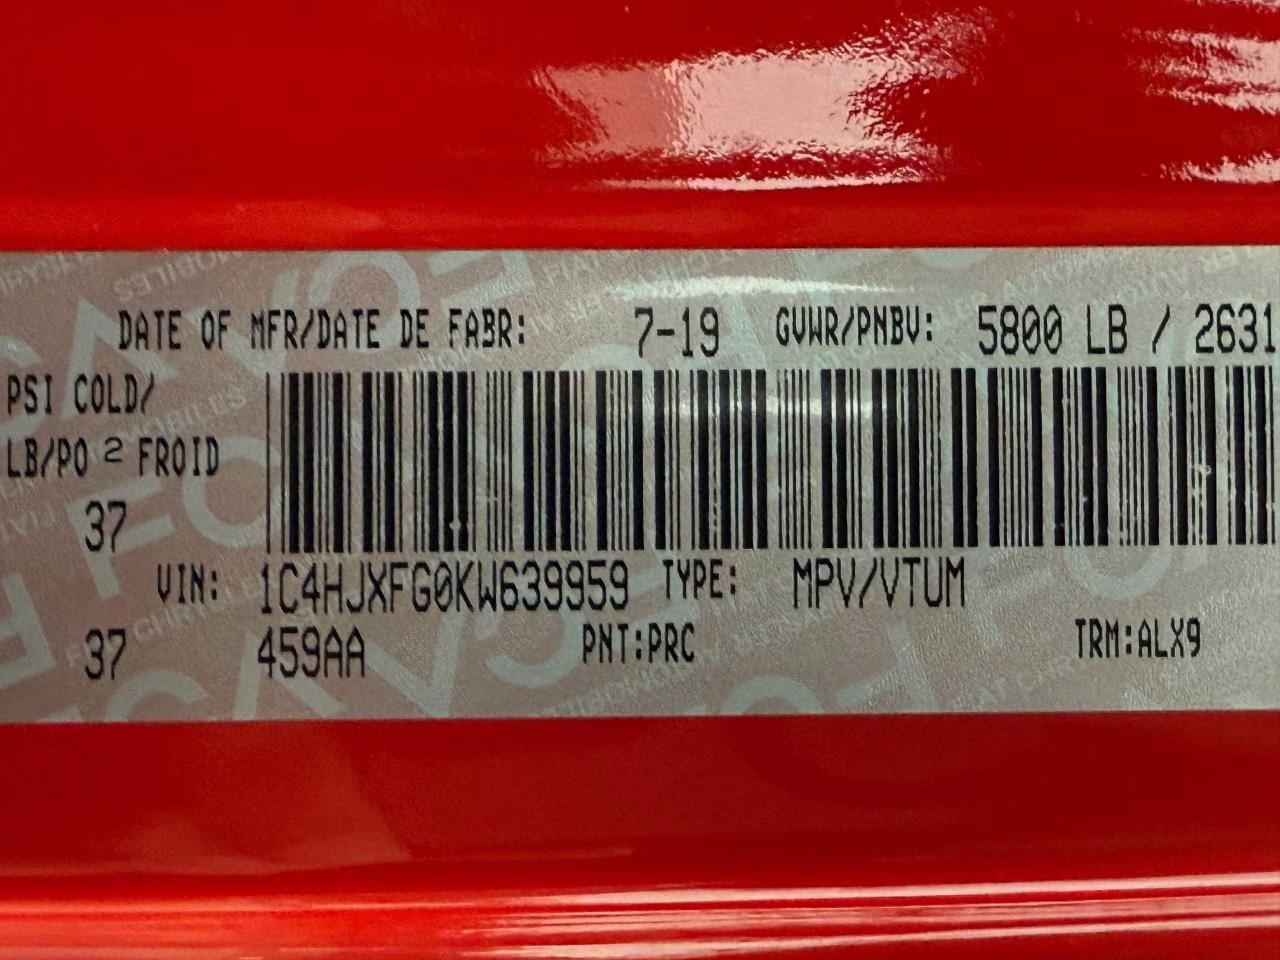 DATE OF MFR/DATE DE FABR: 7-19 GVWR/PNBV: 5800 LB / 2631
PSI COLD/
LB/PO 2 FROID
37
VIN: 1C4HJXFG0KW639959 TYPE: MPV/VTUM
37 459AA PNT:PRC TRM:ALX9